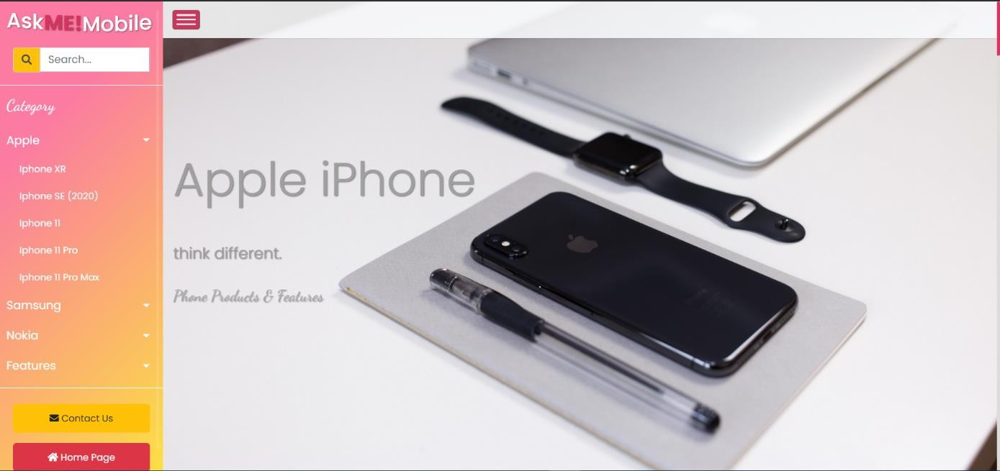 AskME!Mobile
Search...
Category
Apple
Iphone XR
Iphone SE (2020)
Iphone 11
Iphone 11 Pro
Iphone 11 Pro Max
Samsung
Nokia
Features
Contact Us
Home Page
Apple iPhone
think different.
Phone Products & Features